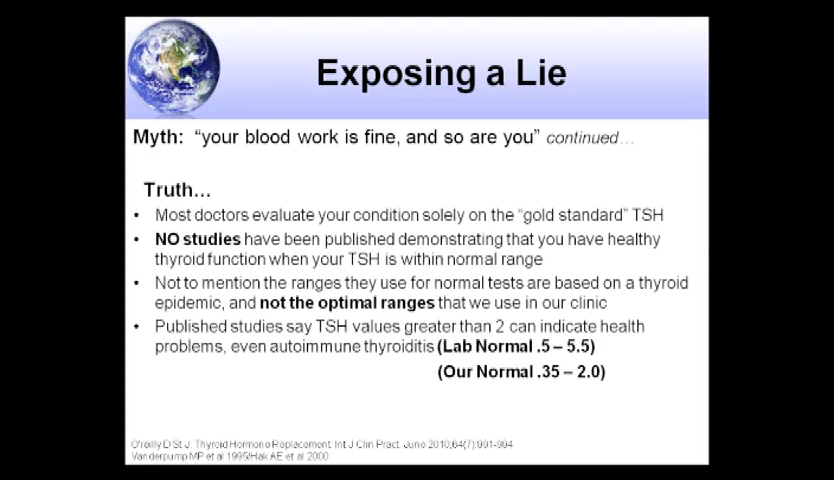 Exposing a Lie
Myth: "your blood work is fine, and so are you" continued...
Truth...
• Most doctors evaluate your condition solely on the "gold standard" TSH
• NO studies have been published demonstrating that you have healthy
thyroid function when your TSH is within normal range
• Not to mention the ranges they use for normal tests are based on a thyroid
epidemic, and not the optimal ranges that we use in our clinic
• Published studies say TSH values greater than 2 can indicate health
problems, even autoimmune thyroiditis (Lab Normal .5 – 5.5)
(Our Normal .35 – 2.0)
O'reilly D St J. Thyroid Hormone Replacement. Int J Clin Pract. June 2010;64(7):991-994
Vanderpump MP et al 1995/Hak AE et al 2000